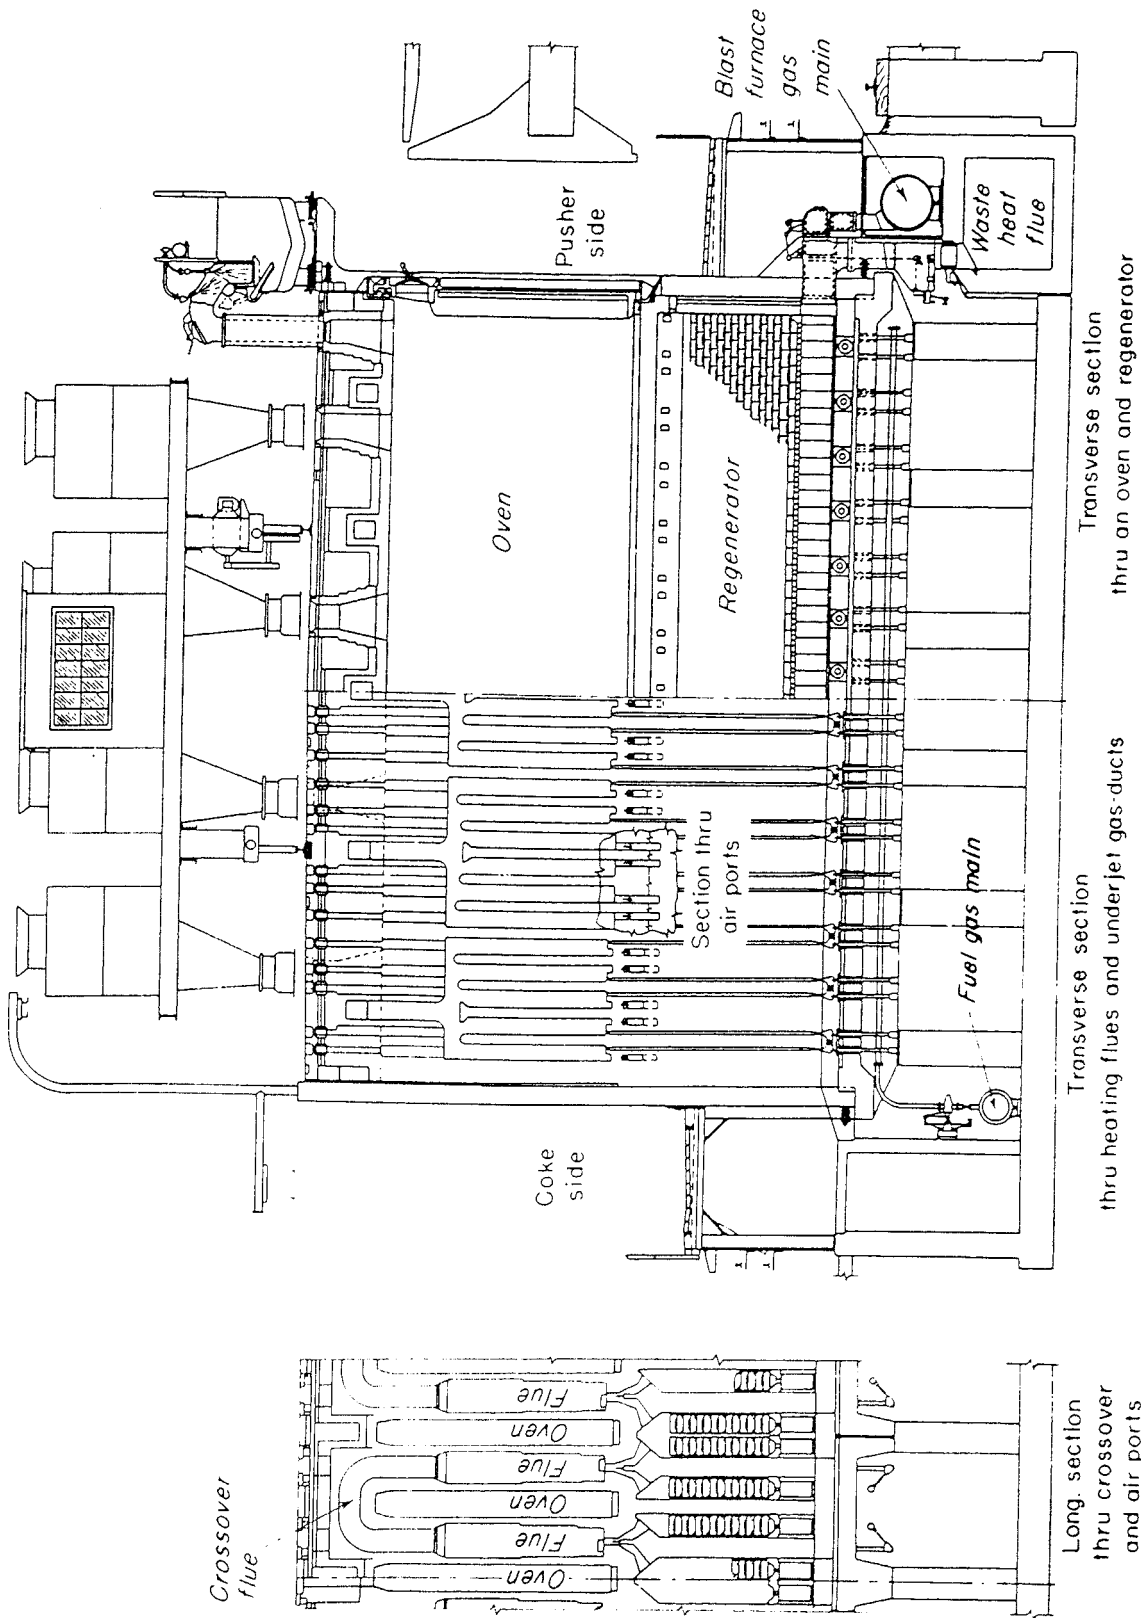 Crossover
flue
Oven
Flue
Oven
Flue
Oven
Flue
Long. section
thru crossover
and air ports
Coke
side
Section thru
air ports
Fuel gas main
Transverse section
thru heating flues and underjet gas-ducts
Oven
Regenerator
Pusher
side
Blast
furnace
gas
main
Waste
heat
flue
Transverse section
thru an oven and regenerator